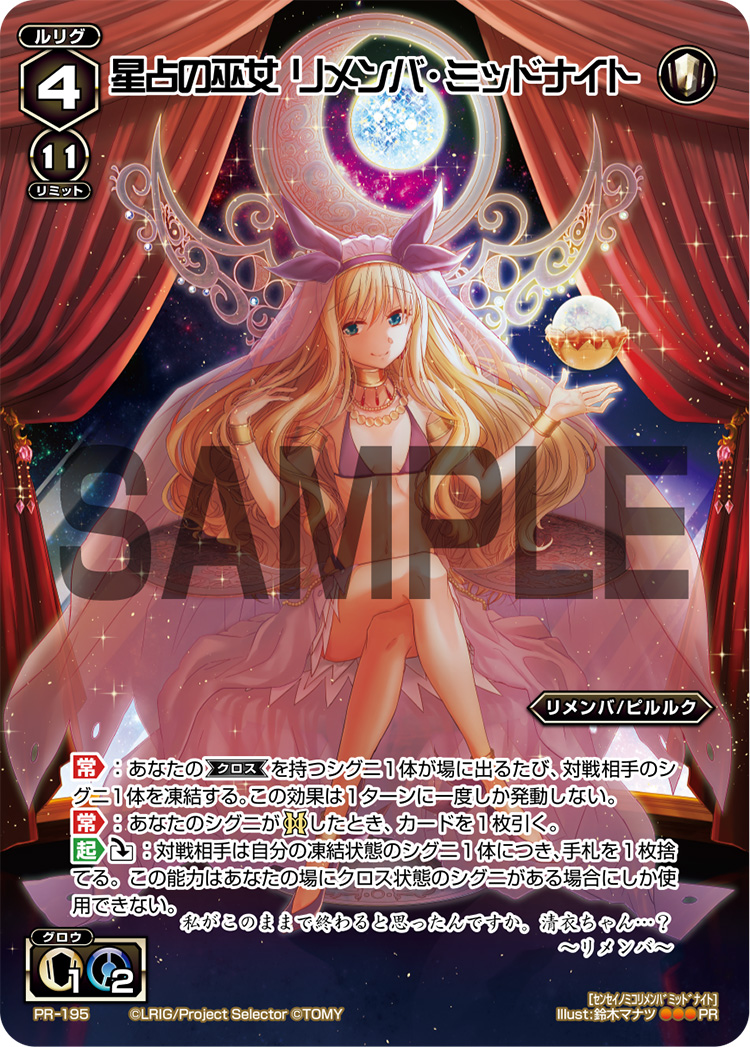 ルリグ
4
星占の巫女 リメンバ・ミッドナイト
11
リミット
SAMPLE
リメンバ/ピルルク
常：あなたのクロスを持つシグニ1体が場に出るたび、対戦相手のシ
グニ1体を凍結する。この効果は1ターンに一度しか発動しない。
常：あなたのシグニがしたとき、カードを1枚引く。
起：対戦相手は自分の凍結状態のシグニ1体につき、手札を1枚捨
てる。この能力はあなたの場にクロス状態のシグニがある場合にしか使
用できない。
私がこのままで終わると思ったんですか。清衣ちゃん…？
～リメンバ～
グロウ
1 2
[センセイノミコリメンバミッドナイト]
PR-195 ©LRIG/Project Selector ©TOMY Illust:鈴木マナツ PR